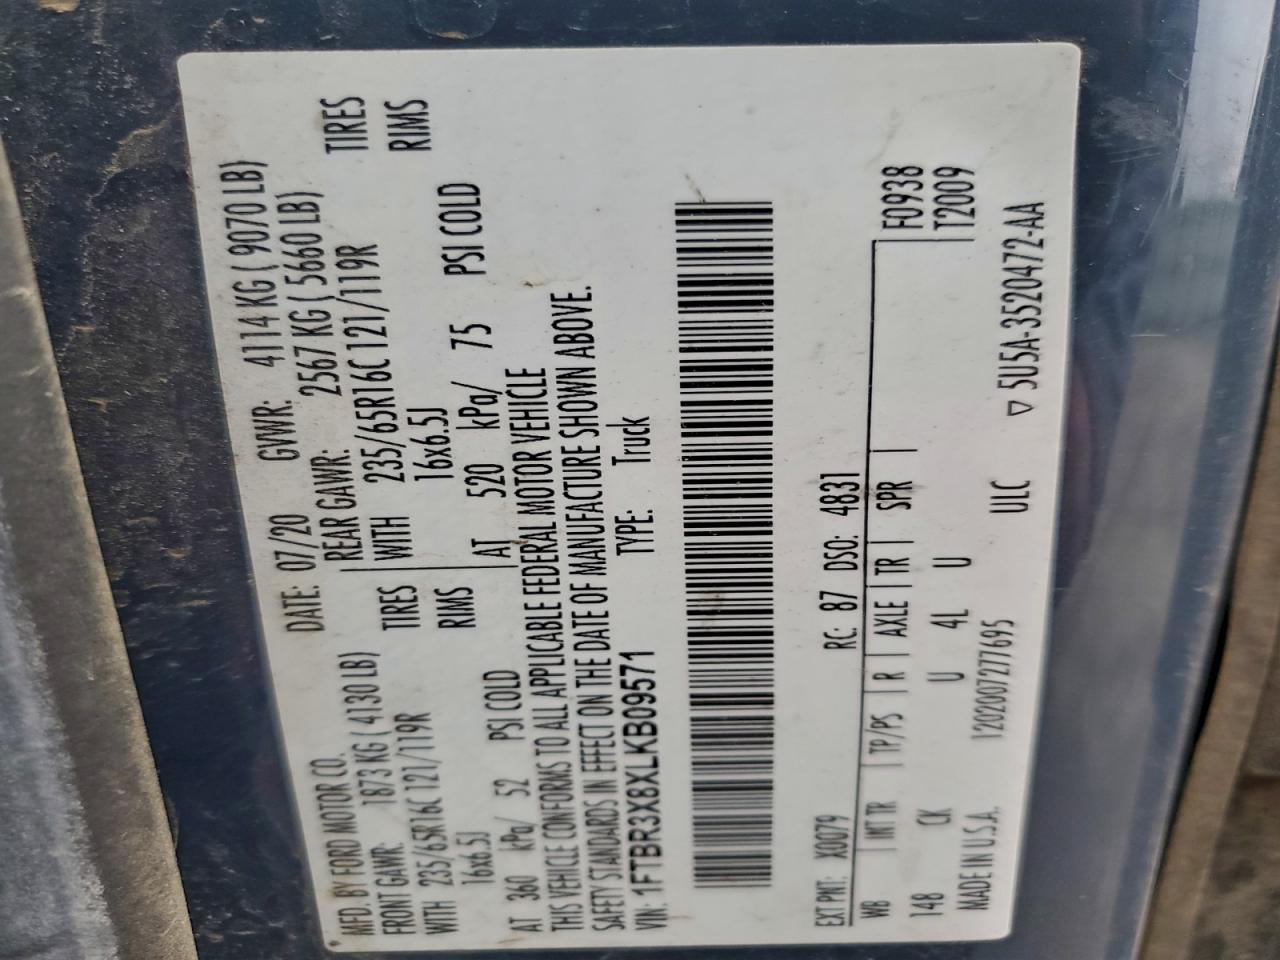 * MFD. BY FORD MOTOR CO. DATE: 07/20 GVWR: 4114 KG ( 9070 LB)
FRONT GAWR: 1873 KG ( 4130 LB) REAR GAWR: 2567 KG ( 5660 LB)
WITH 235/65R16C 121/119R TIRES WITH 235/65R16C 121/119R TIRES
16x6.5J RIMS 16x6.5J RIMS
AT 360 kPa/ 52 PSI COLD AT 520 kPa/ 75 PSI COLD
THIS VEHICLE CONFORMS TO ALL APPLICABLE FEDERAL MOTOR VEHICLE
SAFETY STANDARDS IN EFFECT ON THE DATE OF MANUFACTURE SHOWN ABOVE.
VIN: 1FTBR3X8XLKB09571 TYPE: Truck
EXT PNT: X0079 RC: 87 DSO: 4831
WB INT TR TP/PS R AXLE TR SPR F0938
148 CK U 4L U T2009
MADE IN U.S.A. 1202007277695 ULC ▽ 5U5A-3520472-AA